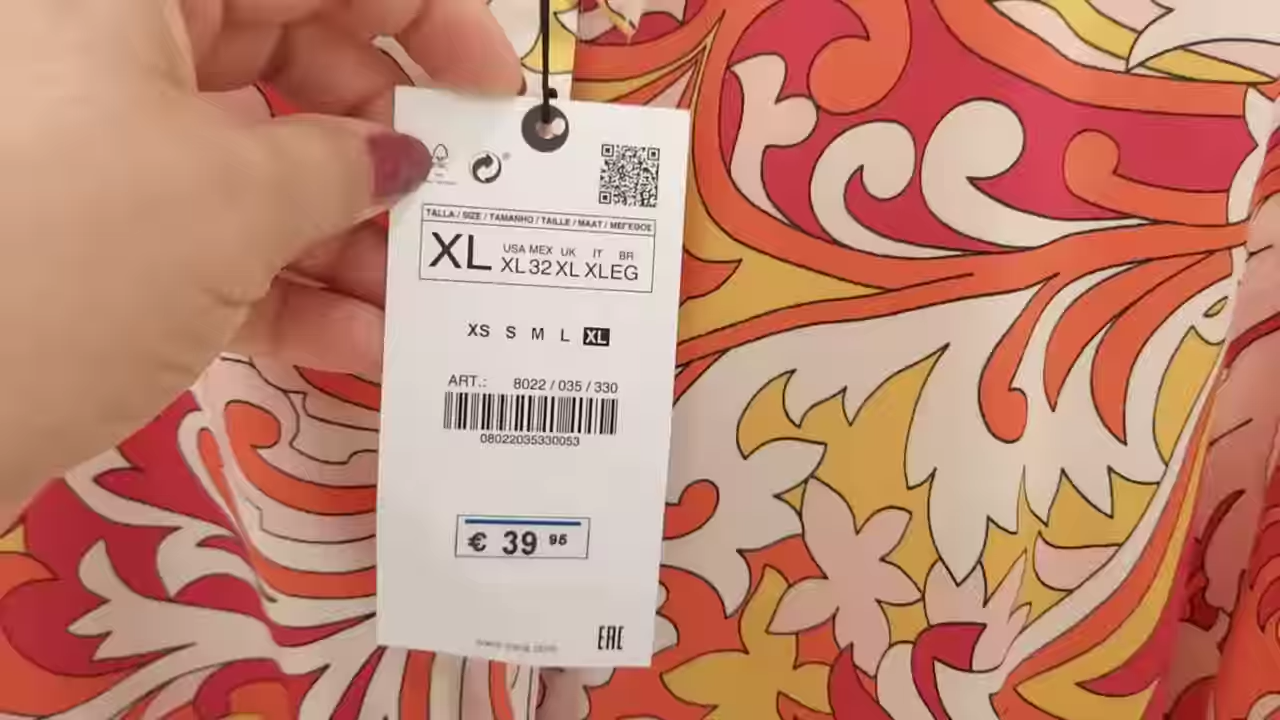 TALLA / SIZE / TAMANHO / TAILLE / MAAT / ΜΕΓΕΘΟΣ
XL
USA MEX UK IT BR
XL 32 XL XL EG
XS S M L XL
ART.: 8022 / 035 / 330
08022035330053
€ 39 95
EAC